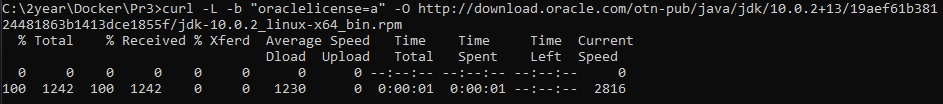 C:\2year\Docker\Pr3>curl -L -b "oraclelicense=a" -O http://download.oracle.com/otn-pub/java/jdk/10.0.2+13/19aef61b381
24481863b1413dce1855f/jdk-10.0.2_linux-x64_bin.rpm
% Total % Received % Xferd Average Speed Time Time Time Current
Dload Upload Total Spent Left Speed
0 0 0 0 0 0 0 0 --:--:-- --:--:-- --:--:-- 0
100 1242 100 1242 0 0 1230 0 0:00:01 0:00:01 --:--:-- 2816